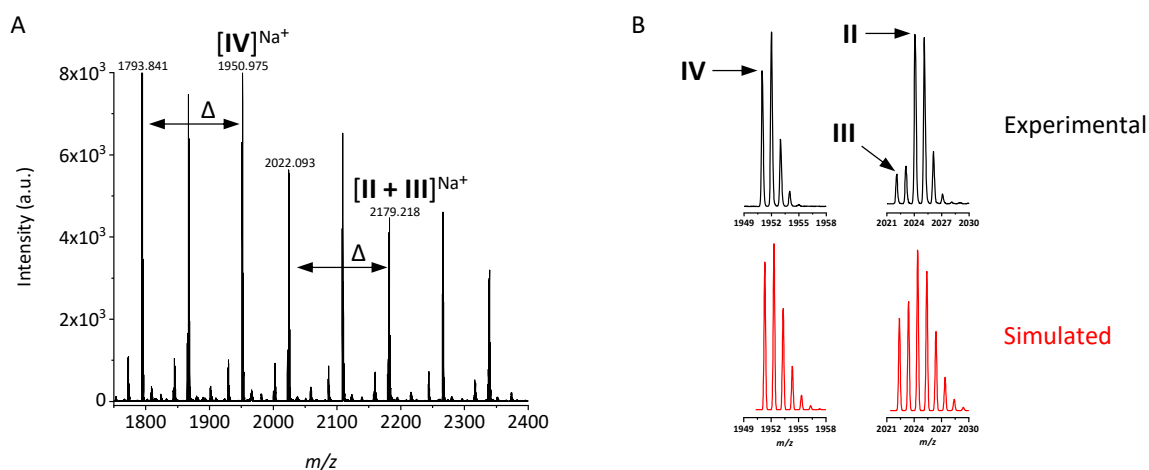 A
[IV]Na+
1793.841
1950.975
Δ
2022.093
[II + III]Na+
2179.218
Δ
Intensity (a.u.)
8x10³
6x10³
4x10³
2x10³
0
1800 1900 2000 2100 2200 2300 2400
m/z
B
II
IV
III
Experimental
1949 1952 1955 1958
2021 2024 2027 2030
Simulated
1949 1952 1955 1958
m/z
2021 2024 2027 2030
m/z